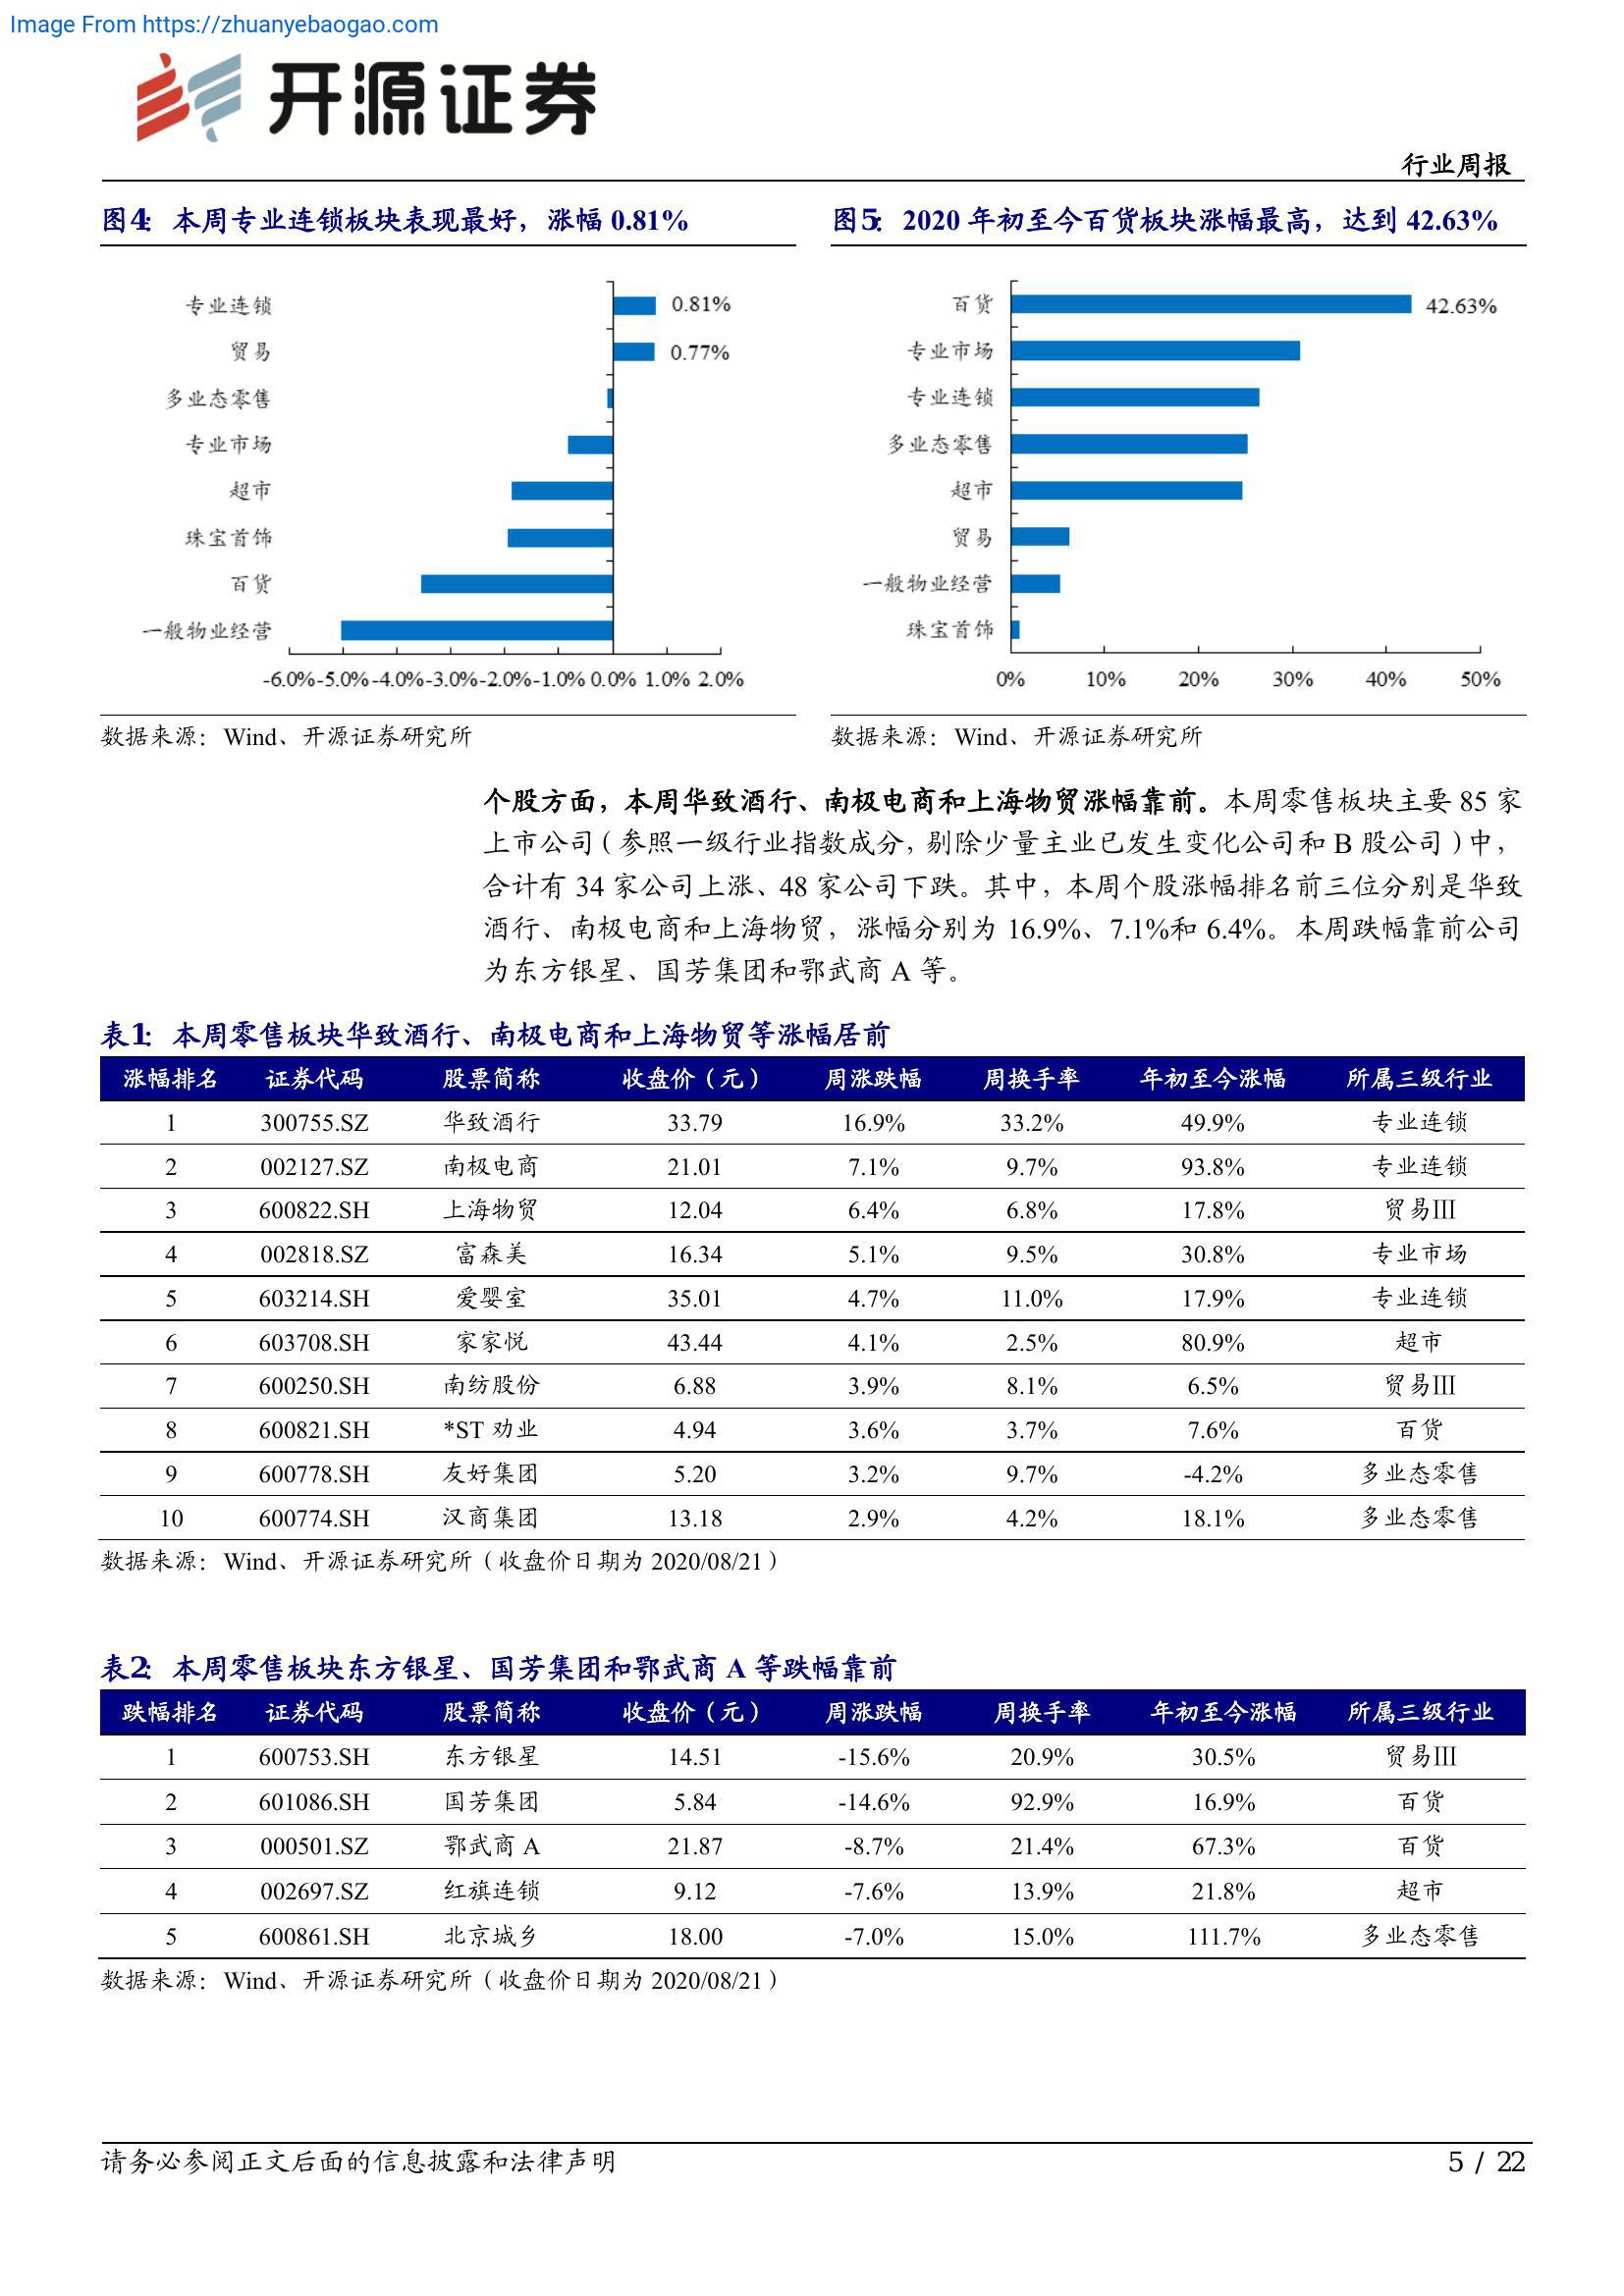 Image From https://zhuanyebaogao.com
开源证券
行业周报
图4： 本周专业连锁板块表现最好，涨幅 0.81%
专业连锁 0.81%
贸易 0.77%
多业态零售
专业市场
超市
珠宝首饰
百货
一般物业经营
-6.0% -5.0% -4.0% -3.0% -2.0% -1.0% 0.0% 1.0% 2.0%
数据来源：Wind、开源证券研究所
图5： 2020 年初至今百货板块涨幅最高，达到 42.63%
百货 42.63%
专业市场
专业连锁
多业态零售
超市
贸易
一般物业经营
珠宝首饰
0% 10% 20% 30% 40% 50%
数据来源：Wind、开源证券研究所
个股方面，本周华致酒行、南极电商和上海物贸涨幅靠前。本周零售板块主要 85 家
上市公司（参照一级行业指数成分，剔除少量主业已发生变化公司和 B 股公司）中，
合计有 34 家公司上涨、48 家公司下跌。其中，本周个股涨幅排名前三位分别是华致
酒行、南极电商和上海物贸，涨幅分别为 16.9%、7.1%和 6.4%。本周跌幅靠前公司
为东方银星、国芳集团和鄂武商 A 等。
表1： 本周零售板块华致酒行、南极电商和上海物贸等涨幅居前
涨幅排名 证券代码 股票简称 收盘价（元） 周涨跌幅 周换手率 年初至今涨幅 所属三级行业
1 300755.SZ 华致酒行 33.79 16.9% 33.2% 49.9% 专业连锁
2 002127.SZ 南极电商 21.01 7.1% 9.7% 93.8% 专业连锁
3 600822.SH 上海物贸 12.04 6.4% 6.8% 17.8% 贸易Ⅲ
4 002818.SZ 富森美 16.34 5.1% 9.5% 30.8% 专业市场
5 603214.SH 爱婴室 35.01 4.7% 11.0% 17.9% 专业连锁
6 603708.SH 家家悦 43.44 4.1% 2.5% 80.9% 超市
7 600250.SH 南纺股份 6.88 3.9% 8.1% 6.5% 贸易Ⅲ
8 600821.SH *ST 劝业 4.94 3.6% 3.7% 7.6% 百货
9 600778.SH 友好集团 5.20 3.2% 9.7% -4.2% 多业态零售
10 600774.SH 汉商集团 13.18 2.9% 4.2% 18.1% 多业态零售
数据来源：Wind、开源证券研究所（收盘价日期为 2020/08/21）
表2： 本周零售板块东方银星、国芳集团和鄂武商 A 等跌幅靠前
跌幅排名 证券代码 股票简称 收盘价（元） 周涨跌幅 周换手率 年初至今涨幅 所属三级行业
1 600753.SH 东方银星 14.51 -15.6% 20.9% 30.5% 贸易Ⅲ
2 601086.SH 国芳集团 5.84 -14.6% 92.9% 16.9% 百货
3 000501.SZ 鄂武商 A 21.87 -8.7% 21.4% 67.3% 百货
4 002697.SZ 红旗连锁 9.12 -7.6% 13.9% 21.8% 超市
5 600861.SH 北京城乡 18.00 -7.0% 15.0% 111.7% 多业态零售
数据来源：Wind、开源证券研究所（收盘价日期为 2020/08/21）
请务必参阅正文后面的信息披露和法律声明
5 / 22